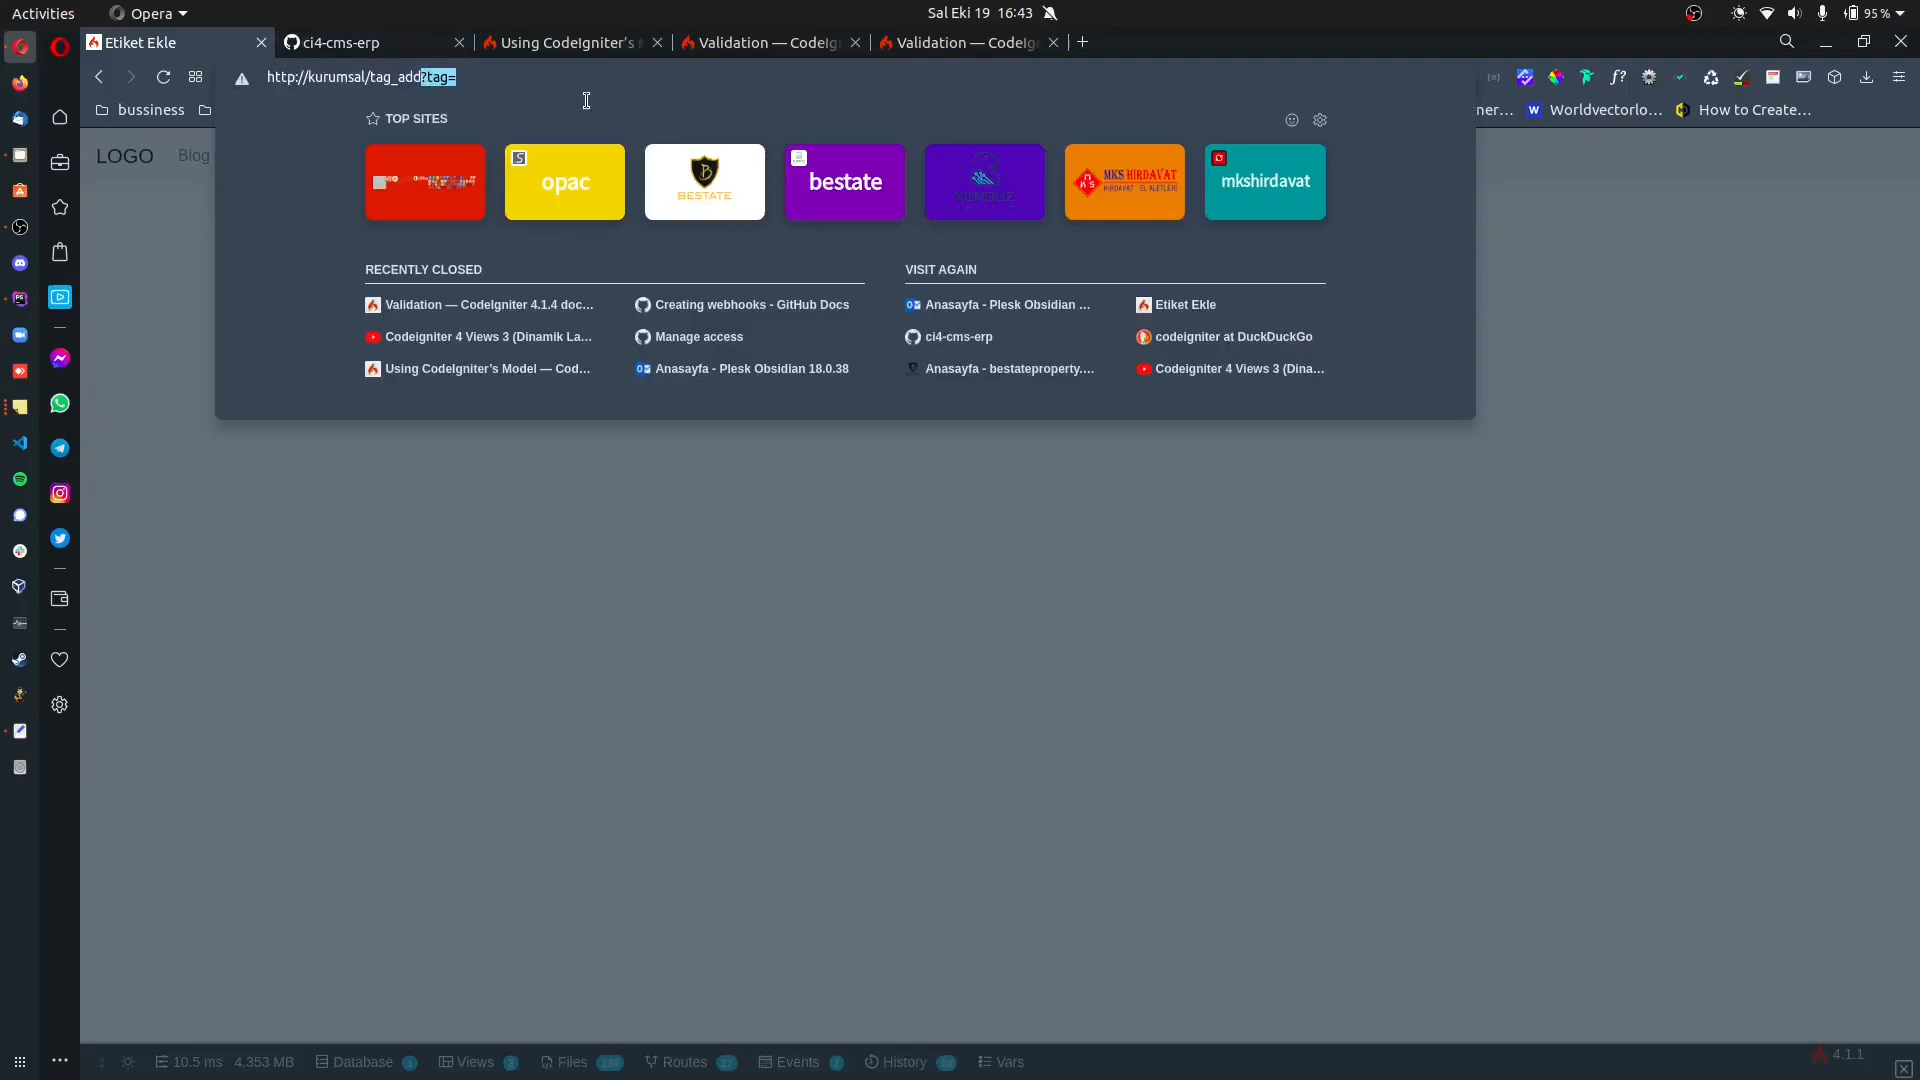 Activities Opera Sal Eki 19 16:43 95 %
Etiket Ekle ci4-cms-erp Using CodeIgniter's Validation — CodeIg Validation — CodeIg
http://kurumsal/tag_add?tag=
bussiness ner... W Worldvectorlo... How to Create...
TOP SITES
LOGO Blog
S opac BESTATE bestate MKS HIRDAVAT HIRDAVAT EL ALETLERİ mkshirdavat
RECENTLY CLOSED VISIT AGAIN
Validation — CodeIgniter 4.1.4 doc... Creating webhooks - GitHub Docs Anasayfa - Plesk Obsidian ... Etiket Ekle
Codeigniter 4 Views 3 (Dinamik La... Manage access ci4-cms-erp codeigniter at DuckDuckGo
Using CodeIgniter's Model — Cod... Anasayfa - Plesk Obsidian 18.0.38 Anasayfa - bestateproperty.... Codeigniter 4 Views 3 (Dina...
10.5 ms 4.353 MB Database Views Files Routes Events History Vars 4.1.1